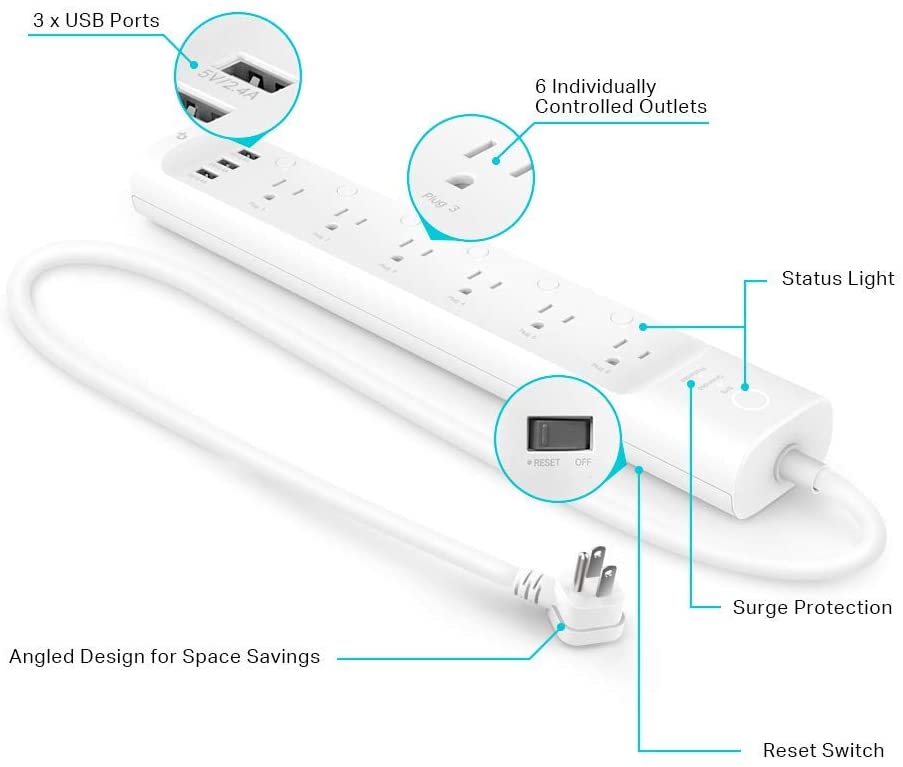 3 x USB Ports
5V/2.4A
6 Individually
Controlled Outlets
Plug 3
Status Light
RESET OFF
Surge Protection
Angled Design for Space Savings
Reset Switch